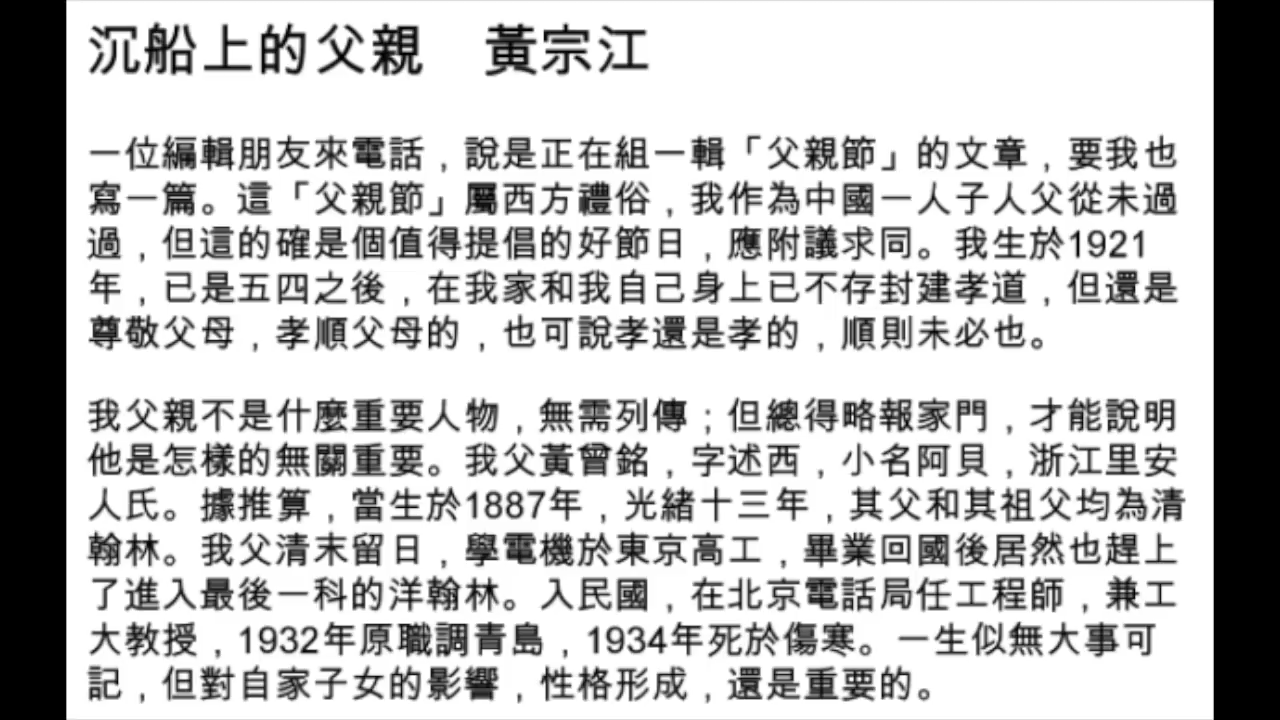 沉船上的父親　黃宗江
一位編輯朋友來電話，說是正在組一輯「父親節」的文章，要我也
寫一篇。這「父親節」屬西方禮俗，我作為中國一人子人父從未過
過，但這的確是個值得提倡的好節日，應附議求同。我生於1921
年，已是五四之後，在我家和我自己身上已不存封建孝道，但還是
尊敬父母，孝順父母的，也可說孝還是孝的，順則未必也。
我父親不是什麼重要人物，無需列傳；但總得略報家門，才能說明
他是怎樣的無關重要。我父黃曾銘，字述西，小名阿貝，浙江里安
人氏。據推算，當生於1887年，光緒十三年，其父和其祖父均為清
翰林。我父清末留日，學電機於東京高工，畢業回國後居然也趕上
了進入最後一科的洋翰林。入民國，在北京電話局任工程師，兼工
大教授，1932年原職調青島，1934年死於傷寒。一生似無大事可
記，但對自家子女的影響，性格形成，還是重要的。